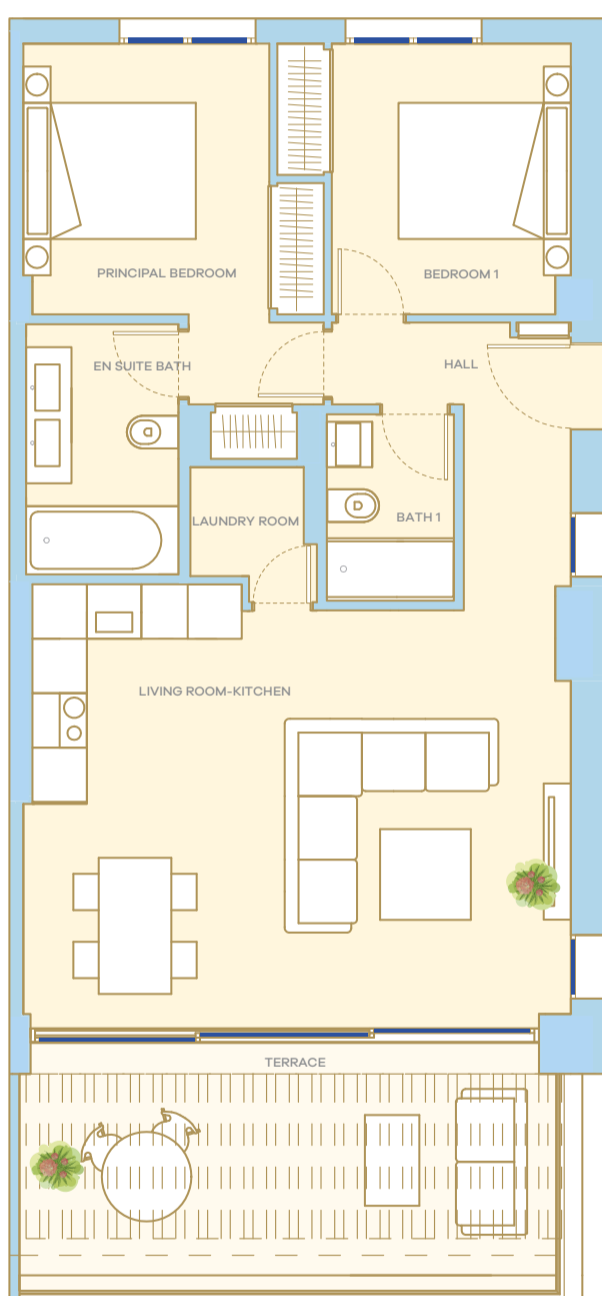 PRINCIPAL BEDROOM
BEDROOM 1
EN SUITE BATH
HALL
LAUNDRY ROOM
BATH 1
LIVING ROOM-KITCHEN
TERRACE